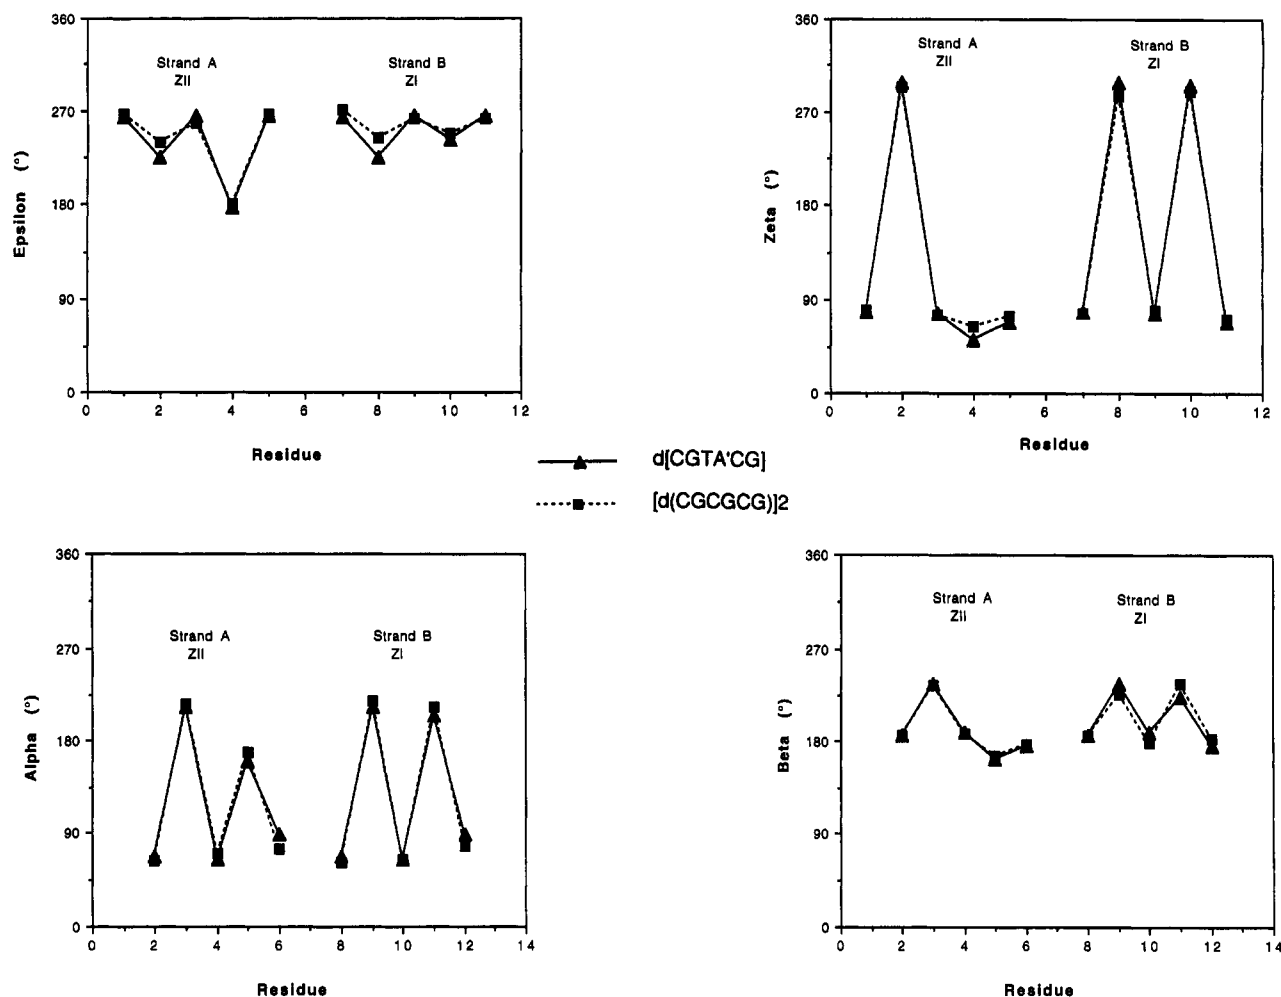 360
270
180
90
0
Epsilon (°)
Strand A
ZII
Strand B
ZI
0 2 4 6 8 10 12
Residue
360
270
180
90
0
Zeta (°)
Strand A
ZII
Strand B
ZI
0 2 4 6 8 10 12
Residue
d[CGTA'CG]
[d(CGCGCG)]2
360
270
180
90
0
Alpha (°)
Strand A
ZII
Strand B
ZI
0 2 4 6 8 10 12 14
Residue
360
270
180
90
0
Beta (°)
Strand A
ZII
Strand B
ZI
0 2 4 6 8 10 12 14
Residue